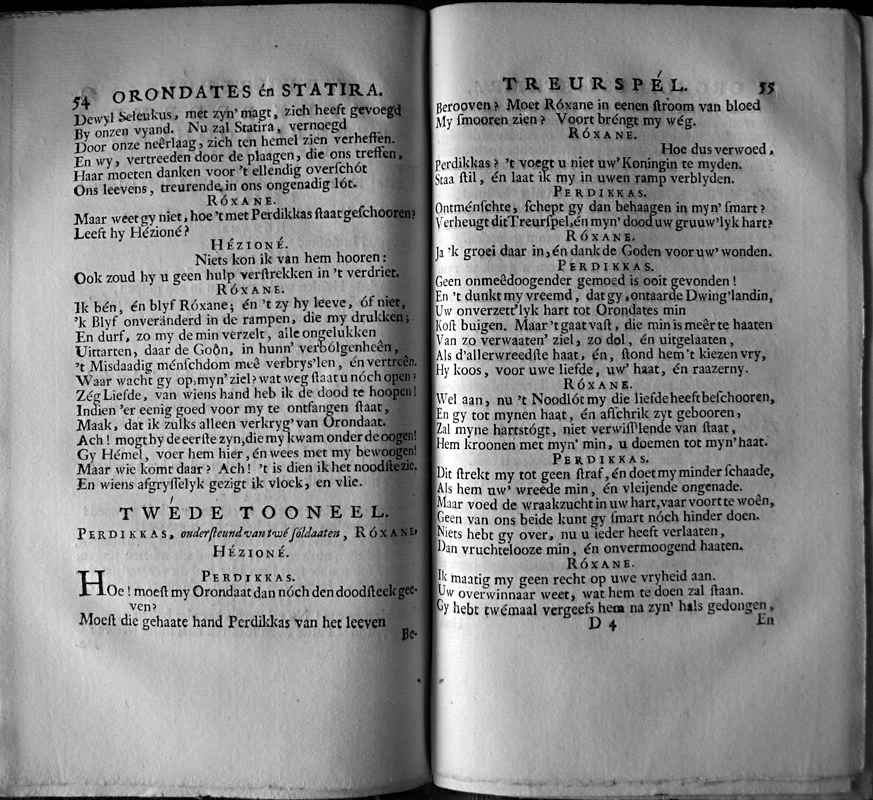 54 ORONDATES én STATIRA.
Dewyl Seleukus, met zyn' magt, zich heeft gevoegd
By onzen vyand. Nu zal Statira, vernoegd
Door onze neêrlaag, zich ten hemel zien verheffen.
En wy, vertreeden door de plaagen, die ons treffen,
Haar moeten danken voor 't ellendig overschót
Ons leevens, treurende in ons ongenadig lót.
RÓXANE.
Maar weet gy niet, hoe 't met Perdikkas staat geschooren?
Leeft hy Hézioné?
HÉZIONÉ.
Niets kon ik van hem hooren:
Ook zoud hy u geen hulp verstrekken in 't verdriet.
RÓXANE.
Ik bén, én blyf Róxane; én 't zy hy leeve, óf niet,
'k Blyf onveränderd in de rampen, die my drukken;
En durf, zo my de min verzelt, alle ongelukken
Uittarten, daar de Goôn, in hunn' verbólgenheên,
't Misdaadig ménschdom meê verbrys'len, én vertreên.
Waar wacht gy op, myn' ziel? wat weg staat u nóch open?
Zég Liefde, van wiens hand heb ik de dood te hoopen!
Indien 'er eenig goed voor my te ontfangen staat,
Maak, dat ik zulks alleen verkryg' van Orondaat.
Ach! mogt hy de eerste zyn, die my kwam onder de oogen!
Gy Hémel, voer hem hier, én wees met my bewoogen!
Maar wie komt daar? Ach! 't is dien ik het noodste zie,
En wiens afgryssélyk gezigt ik vloek, en vlie.
TWÉDE TOONEEL.
PERDIKKAS, ondersteund van twé sóldaaten, RÓXANE,
HÉZIONÉ.
PERDIKKAS.
HOe! moest my Orondaat dan nóch den doodsteek gee-
ven?
Moest die gehaate hand Perdikkas van het leeven
Be-
TREURSPÉL. 55
Berooven? Moet Róxane in eenen stroom van bloed
My smooren zien? Voort bréngt my wég.
RÓXANE.
Hoe dus verwoed,
Perdikkas? 't voegt u niet uw' Koningin te myden.
Staa stil, én laat ik my in uwen ramp verblyden.
PERDIKKAS.
Ontménschte, schept gy dan behaagen in myn' smart?
Verheugt dit Treurspel, én myn' dood uw gruuw'lyk hart?
RÓXANE.
Ja 'k groei daar in, én dank de Goden voor uw' wonden.
PERDIKKAS.
Geen onmeêdoogender gemoed is ooit gevonden!
En 't dunkt my vreemd, dat gy, ontaarde Dwing'landin,
Uw onverzett'lyk hart tot Orondates min
Kost buigen. Maar 't gaat vast, die min is meêr te haaten
Van zo verwaaten' ziel, zo dol, én uitgelaaten,
Als d'allerwreedste haat, én, stond hem 't kiezen vry,
Hy koos, voor uwe liefde, uw' haat, én raazerny.
RÓXANE.
Wel aan, nu 't Noodlót my die liefde heeft beschooren,
En gy tot mynen haat, én afschrik zyt gebooren,
Zal myne hartstógt, niet verwiss'lende van staat,
Hem kroonen met myn' min, u doemen tot myn' haat.
PERDIKKAS.
Dit strekt my tot geen straf, én doet my minder schaade,
Als hem uw' wreede min, én vleijende ongenade.
Maar voed de wraakzucht in uw hart, vaar voort te woên,
Geen van ons beide kunt gy smart nóch hinder doen.
Niets hebt gy over, nu u ieder heeft verlaaten,
Dan vruchtelooze min, én onvermoogend haaten.
RÓXANE.
Ik maatig my geen recht op uwe vryheid aan.
Uw overwinnaar weet, wat hem te doen zal staan.
Gy hebt twémaal vergeefs hem na zyn' hals gedongen,
D 4 En